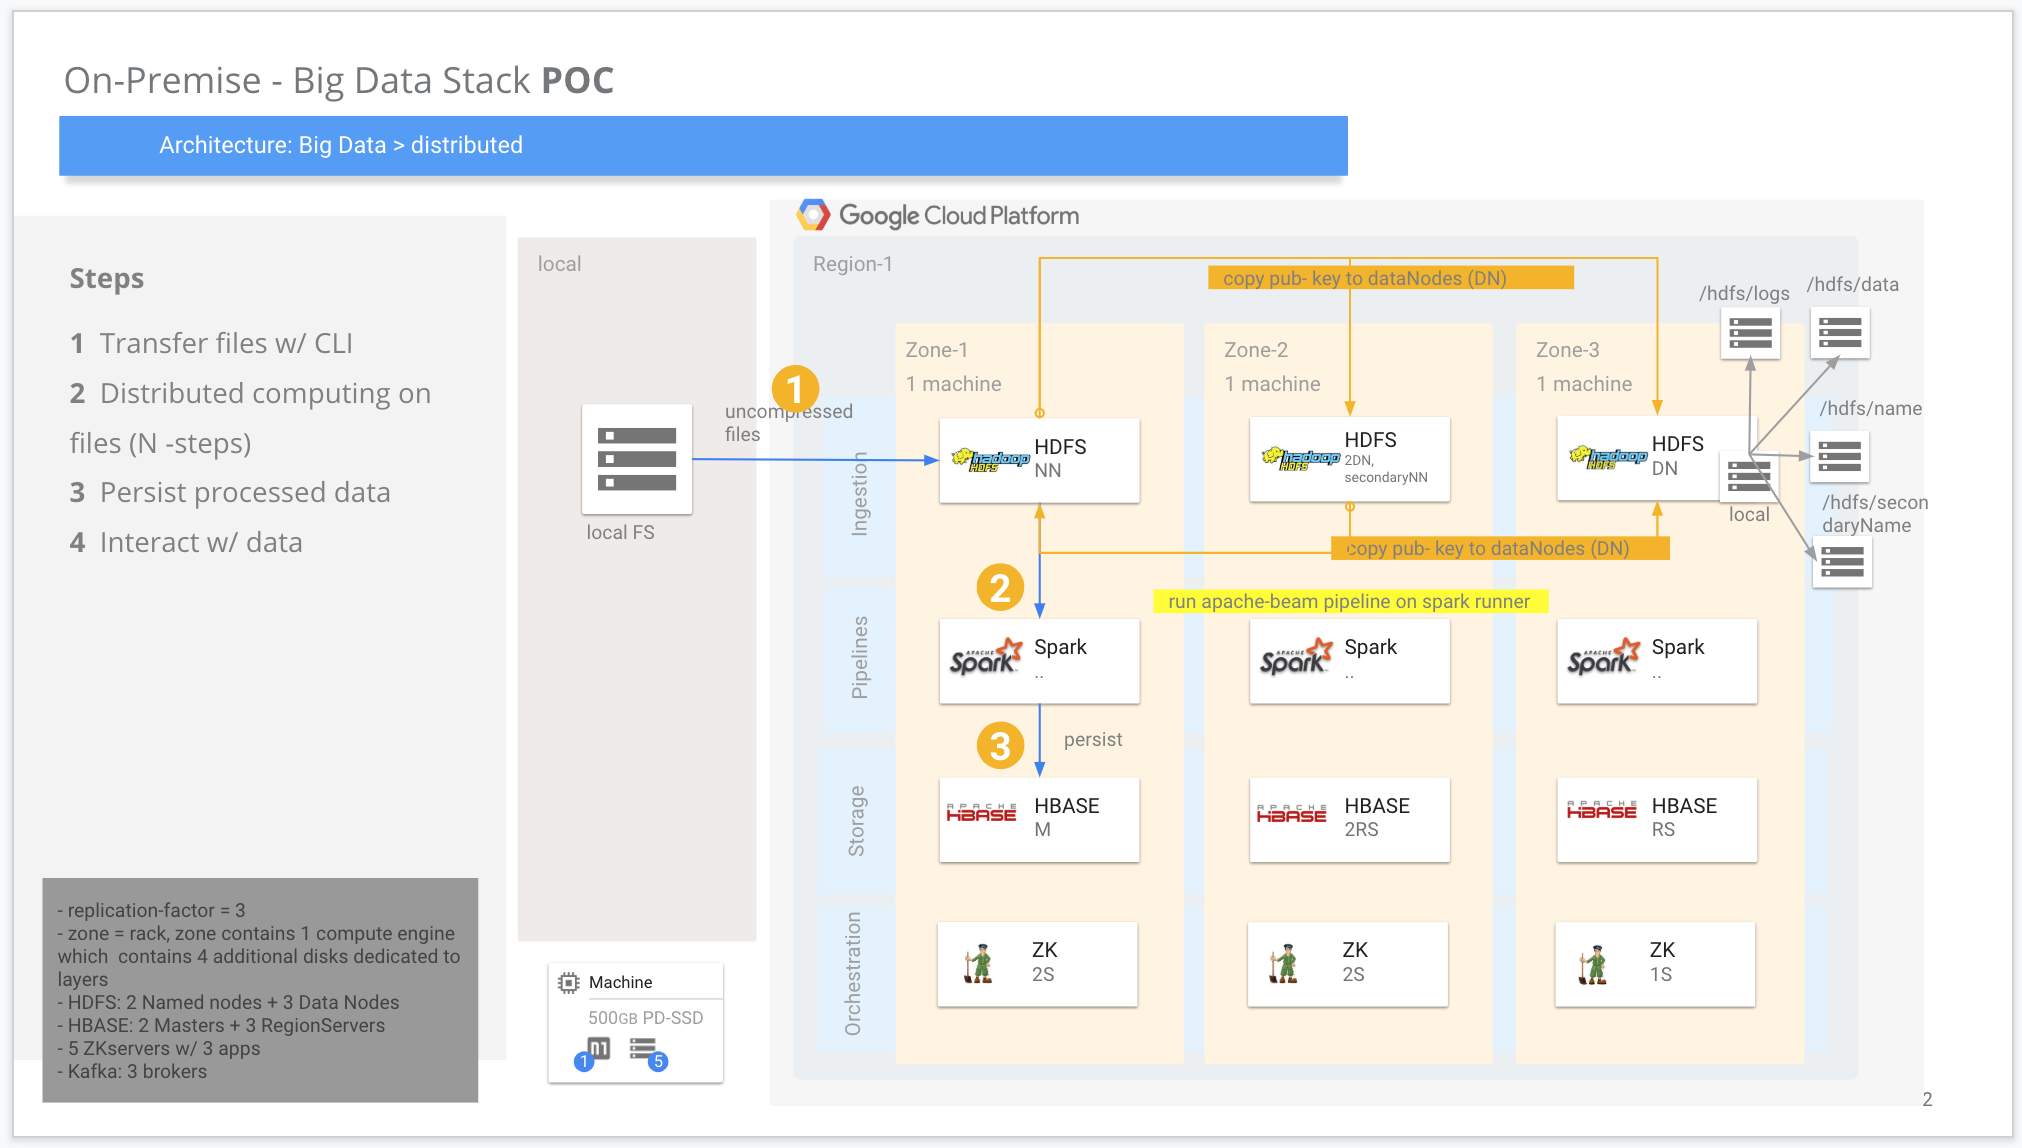 On-Premise - Big Data Stack POC
Architecture: Big Data > distributed
Steps
1 Transfer files w/ CLI
2 Distributed computing on
files (N -steps)
3 Persist processed data
4 Interact w/ data
- replication-factor = 3
- zone = rack, zone contains 1 compute engine
which contains 4 additional disks dedicated to
layers
- HDFS: 2 Named nodes + 3 Data Nodes
- HBASE: 2 Masters + 3 RegionServers
- 5 ZKservers w/ 3 apps
- Kafka: 3 brokers
local
local FS
Machine
500GB PD-SSD
n1
1
5
1
uncompressed
files
Google Cloud Platform
Region-1
copy pub- key to dataNodes (DN)
Zone-1
1 machine
Zone-2
1 machine
Zone-3
1 machine
/hdfs/logs
/hdfs/data
/hdfs/name
/hdfs/secon
daryName
local
Ingestion
hadoop
HDFS
HDFS
NN
hadoop
HDFS
HDFS
2DN,
secondaryNN
hadoop
HDFS
HDFS
DN
copy pub- key to dataNodes (DN)
2
run apache-beam pipeline on spark runner
Pipelines
APACHE
Spark
Spark
..
APACHE
Spark
Spark
..
APACHE
Spark
Spark
..
3
persist
Storage
APACHE
HBASE
HBASE
M
APACHE
HBASE
HBASE
2RS
APACHE
HBASE
HBASE
RS
Orchestration
ZK
2S
ZK
2S
ZK
1S
2